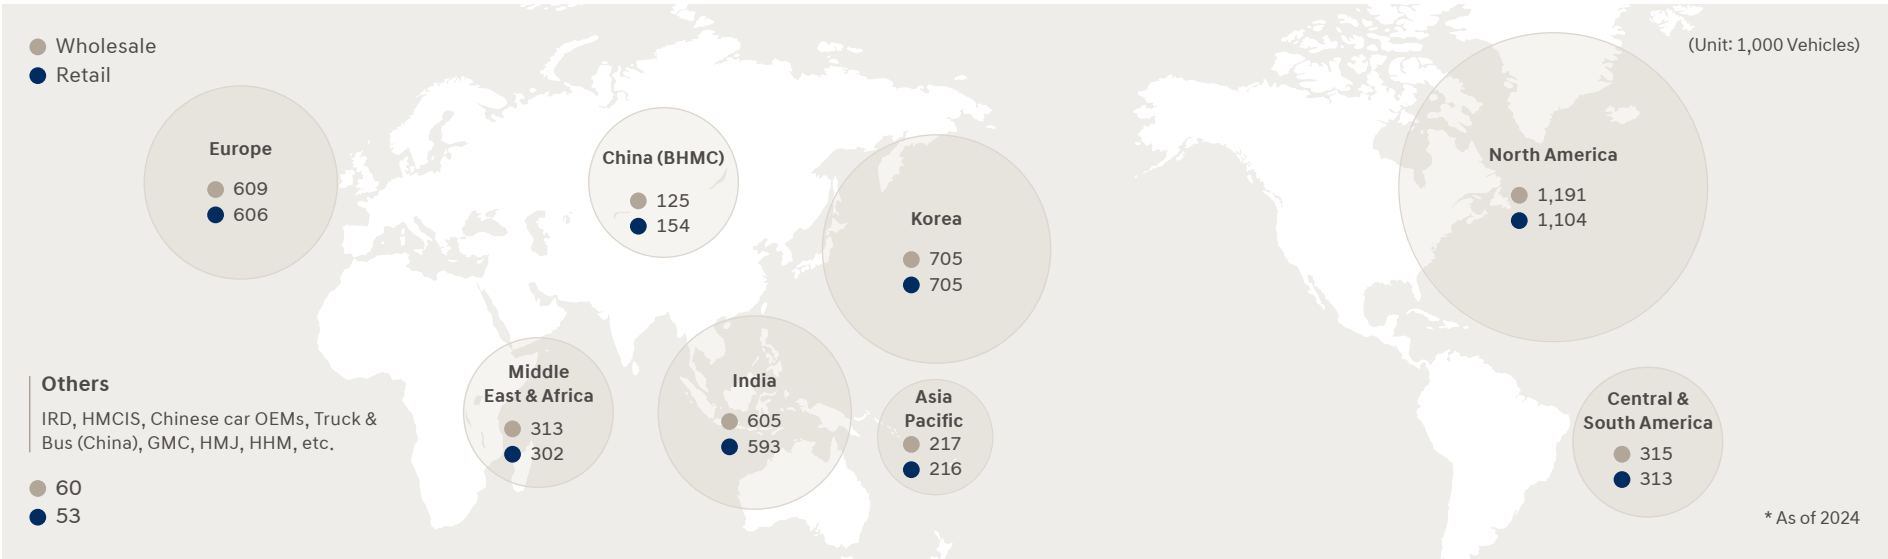 Wholesale
Retail
(Unit: 1,000 Vehicles)
Europe
609
606
China (BHMC)
125
154
Korea
705
705
North America
1,191
1,104
Middle
East & Africa
313
302
India
605
593
Asia
Pacific
217
216
Central &
South America
315
313
Others
IRD, HMCIS, Chinese car OEMs, Truck &
Bus (China), GMC, HMJ, HHM, etc.
60
53
* As of 2024